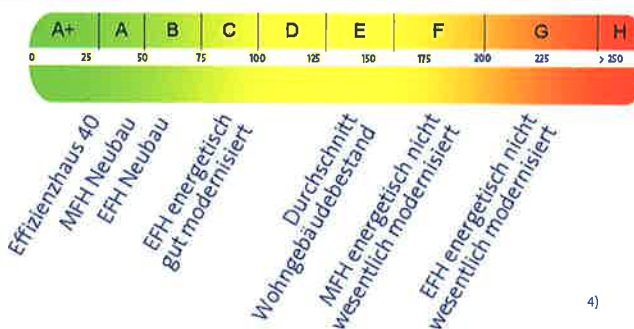 A+ A B C D E F G H
0 25 50 75 100 125 150 175 200 225 > 250
Effizienzhaus 40
MFH Neubau
EFH Neubau
EFH energetisch
gut modernisiert
Durchschnitt
Wohngebäudebestand
MFH energetisch nicht
wesentlich modernisiert
EFH energetisch nicht
wesentlich modernisiert
4)